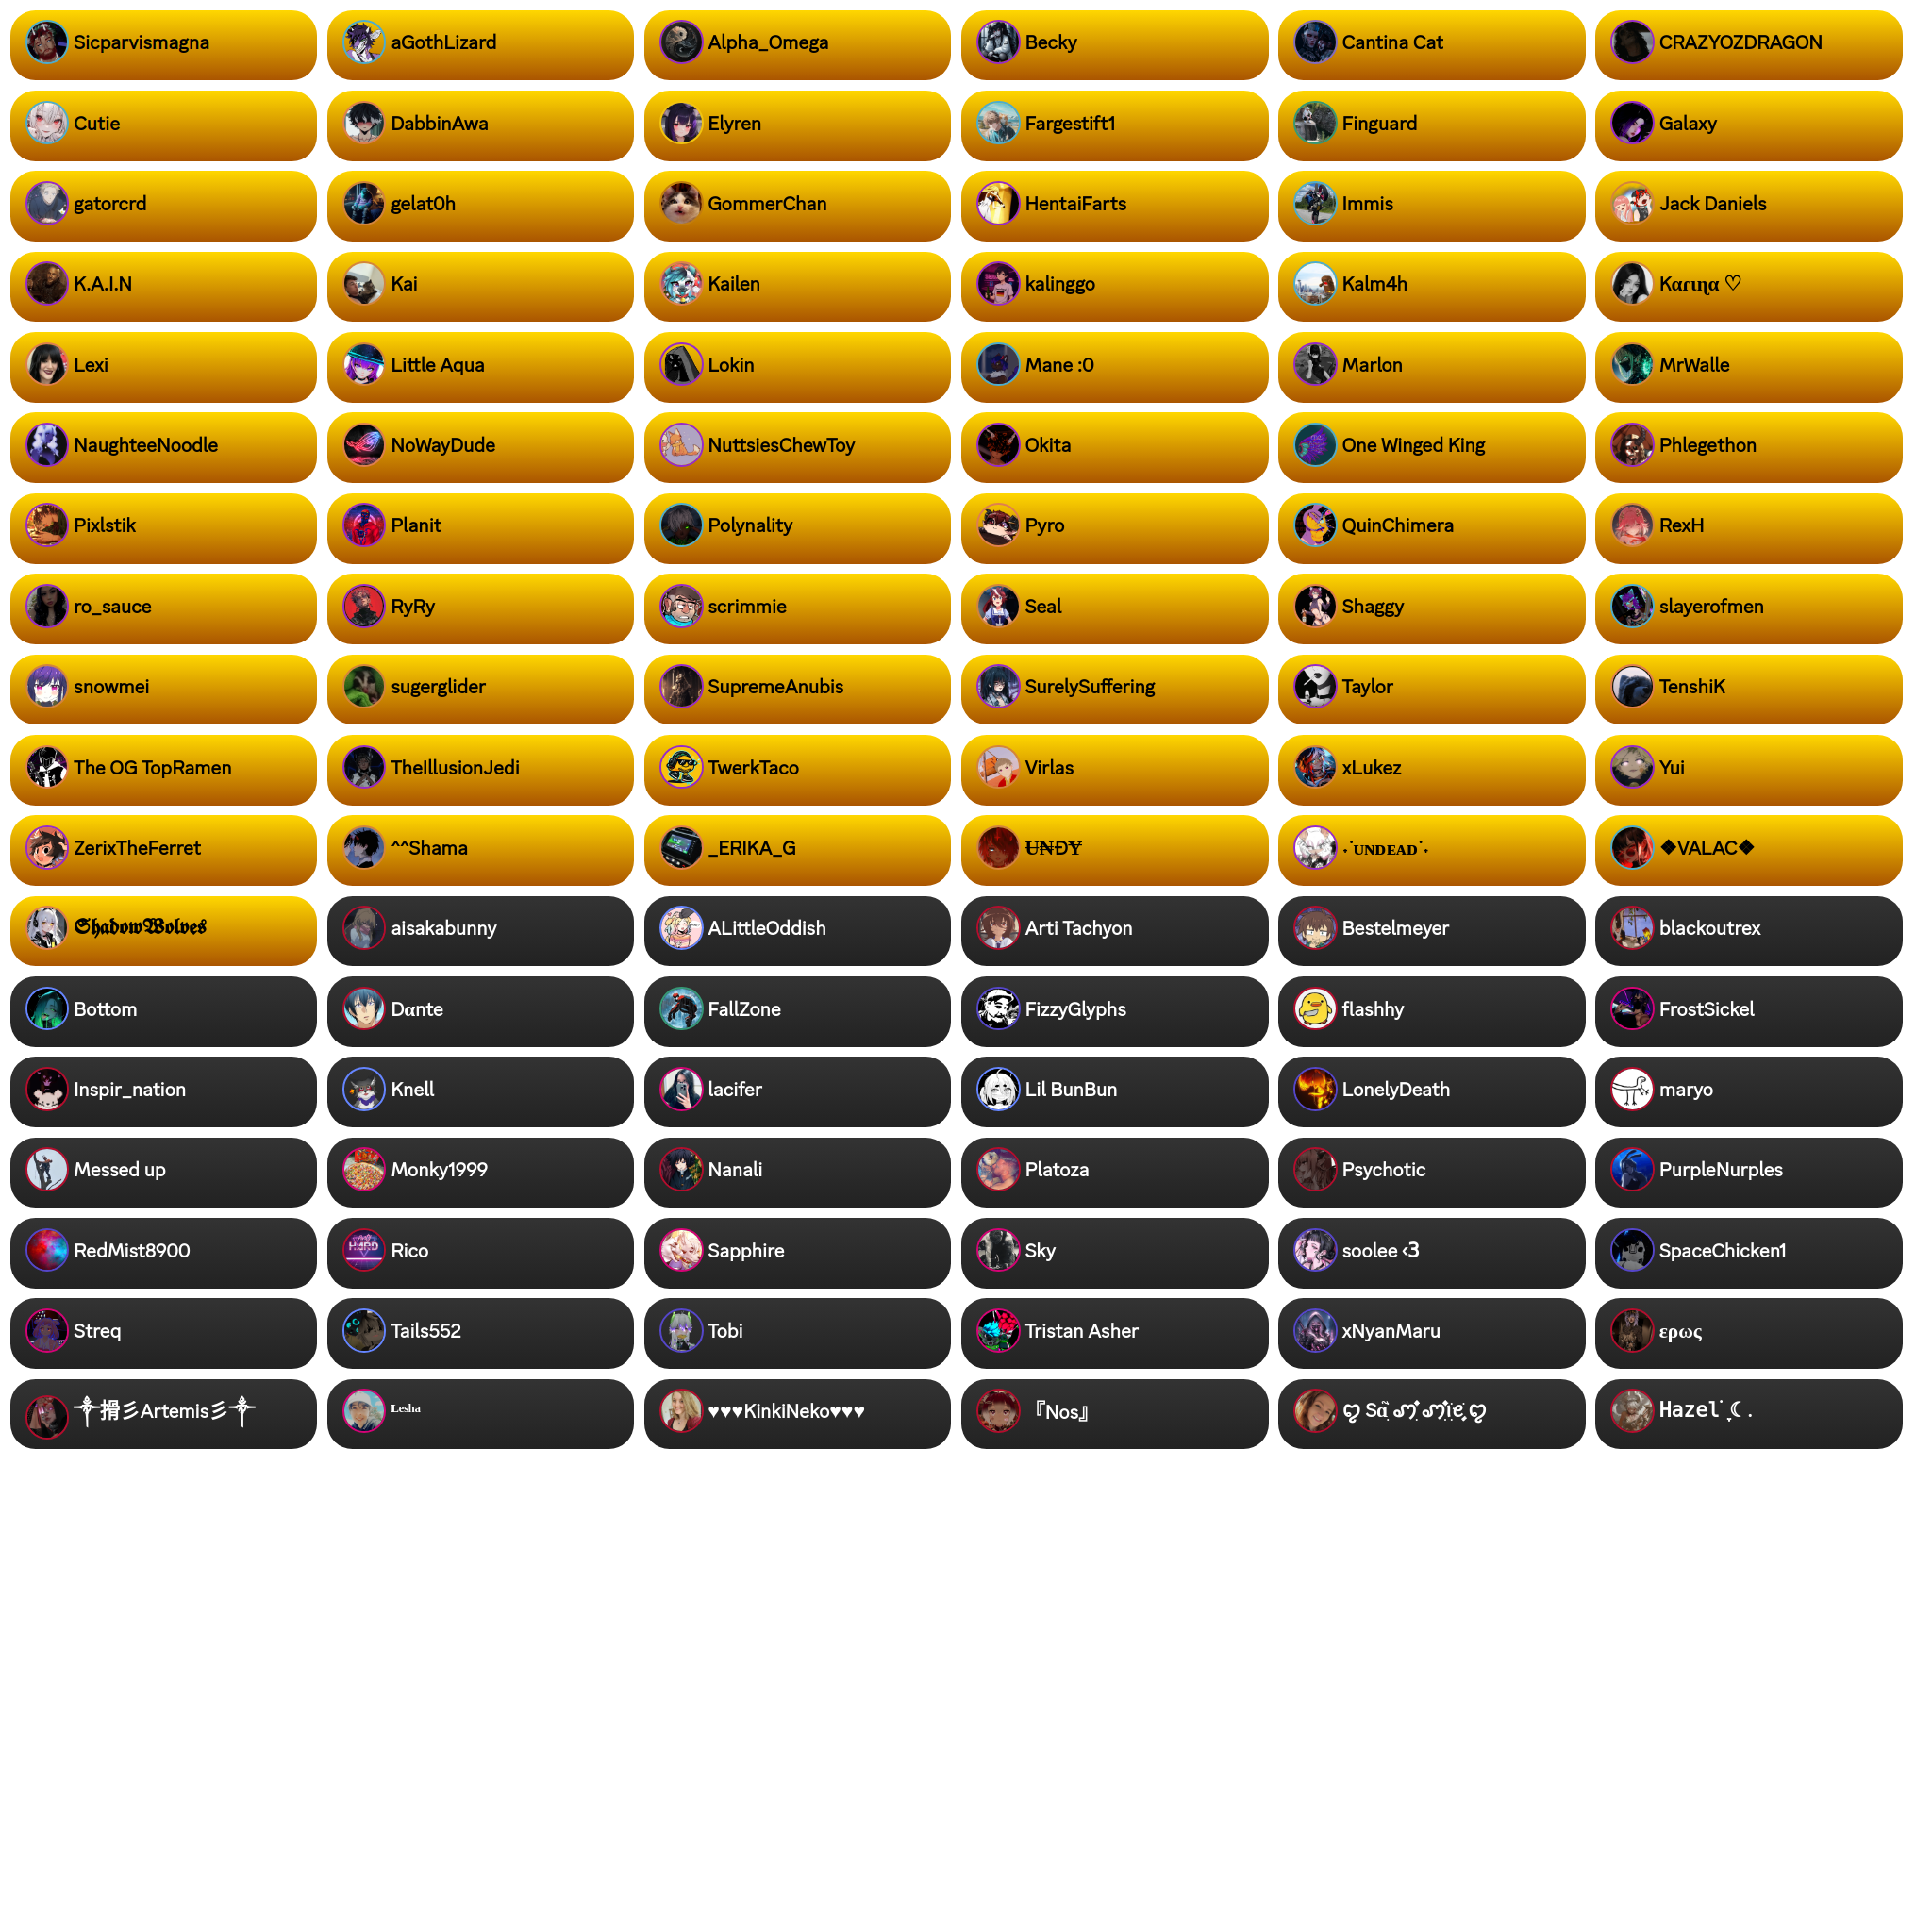 Sicparvismagna
aGothLizard
Alpha_Omega
Becky
Cantina Cat
CRAZYOZDRAGON
Cutie
DabbinAwa
Elyren
Fargestift1
Finguard
Galaxy
gatorcrd
gelat0h
GommerChan
HentaiFarts
Immis
Jack Daniels
K.A.I.N
Kai
Kailen
kalinggo
Kalm4h
Kαɾιɳα ♡
Lexi
Little Aqua
Lokin
Mane :0
Marlon
MrWalle
NaughteeNoodle
NoWayDude
NuttsiesChewToy
Okita
One Winged King
Phlegethon
Pixlstik
Planit
Polynality
Pyro
QuinChimera
RexH
ro_sauce
RyRy
scrimmie
Seal
Shaggy
slayerofmen
snowmei
sugerglider
SupremeAnubis
SurelySuffering
Taylor
TenshiK
The OG TopRamen
TheIllusionJedi
TwerkTaco
Virlas
xLukez
Yui
ZerixTheFerret
^^Shama
_ERIKA_G
Ʉ₦ĐɎ
˖˙ᴜɴᴅᴇᴀᴅ˙˖
❖VALAC❖
𝕾𝖍𝖆𝖉𝖔𝖜𝖂𝖔𝖑𝖛𝖊𝖘
aisakabunny
ALittleOddish
Arti Tachyon
Bestelmeyer
blackoutrex
Bottom
Dαnte
FallZone
FizzyGlyphs
flashhy
FrostSickel
Inspir_nation
Knell
lacifer
Lil BunBun
LonelyDeath
maryo
Messed up
Monky1999
Nanali
Platoza
Psychotic
PurpleNurples
RedMist8900
Rico
Sapphire
Sky
soolee <3
SpaceChicken1
Streq
Tails552
Tobi
Tristan Asher
xNyanMaru
ερως
༒搰彡Artemis彡༒
ᴸᵉˢʰᵃ
♥♥♥KinkiNeko♥♥♥
『Nos』
Hazel ☾.